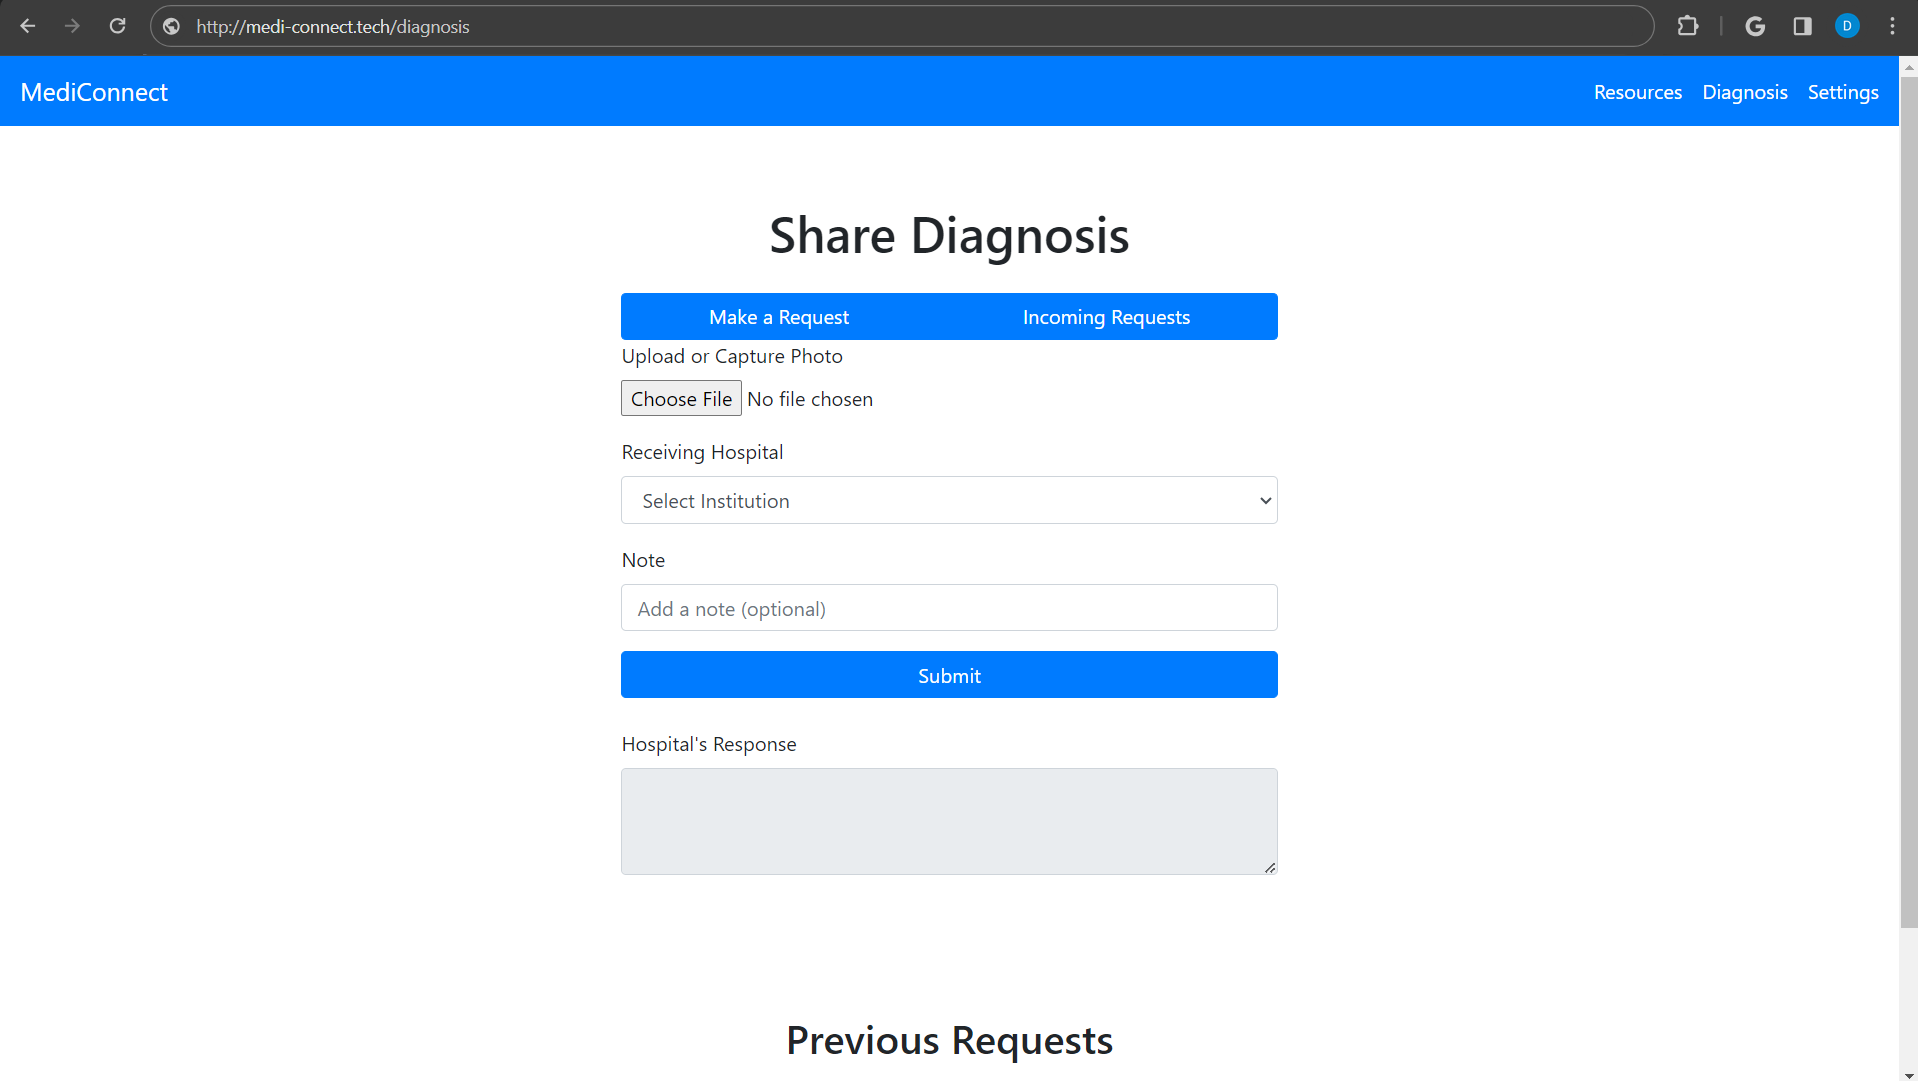 http://medi-connect.tech/diagnosis
D
MediConnect
Resources Diagnosis Settings
Share Diagnosis
Make a Request Incoming Requests
Upload or Capture Photo
Choose File No file chosen
Receiving Hospital
Select Institution
Note
Add a note (optional)
Submit
Hospital's Response
Previous Requests